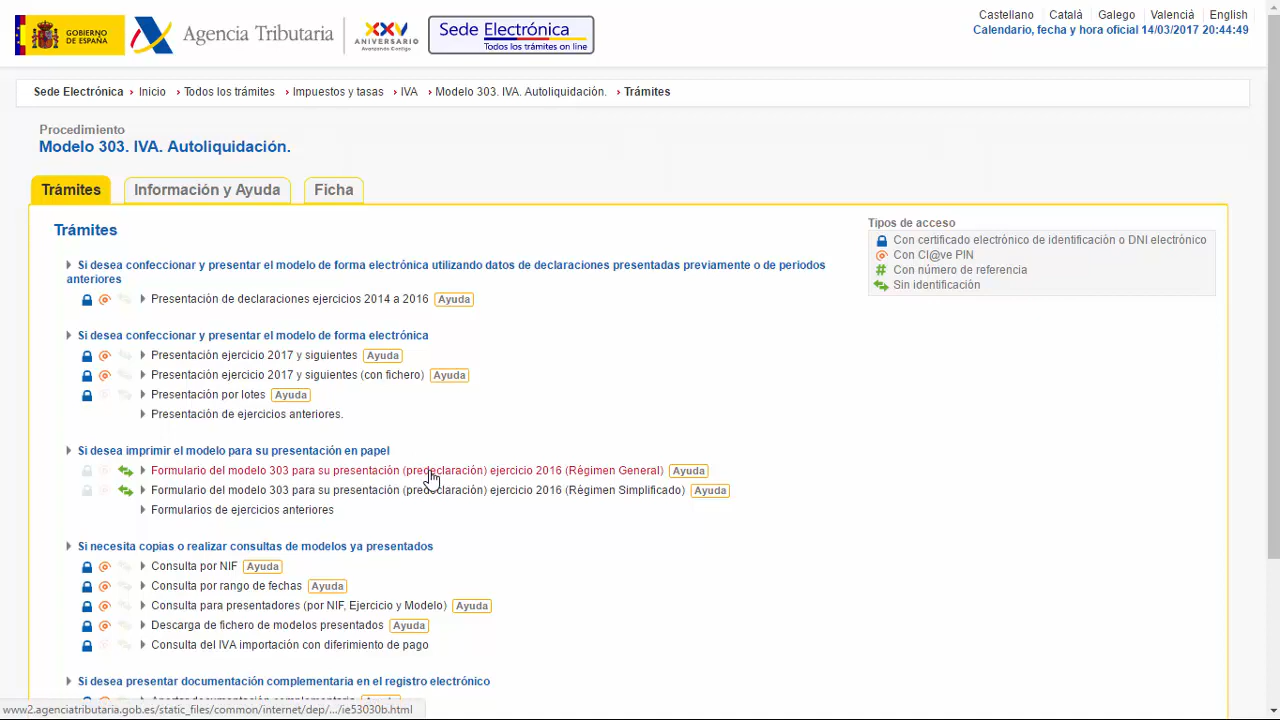 GOBIERNO
DE ESPAÑA
Agencia Tributaria
XXV
ANIVERSARIO
Avanzando Contigo
Sede Electrónica
Todos los trámites on line
Castellano Català Galego Valencià English
Calendario, fecha y hora oficial 14/03/2017 20:44:49
Sede Electrónica Inicio Todos los trámites Impuestos y tasas IVA Modelo 303. IVA. Autoliquidación. Trámites
Procedimiento
Modelo 303. IVA. Autoliquidación.
Trámites Información y Ayuda Ficha
Trámites
Tipos de acceso
Con certificado electrónico de identificación o DNI electrónico
Con Cl@ve PIN
Con número de referencia
Sin identificación
Si desea confeccionar y presentar el modelo de forma electrónica utilizando datos de declaraciones presentadas previamente o de periodos
anteriores
Presentación de declaraciones ejercicios 2014 a 2016 Ayuda
Si desea confeccionar y presentar el modelo de forma electrónica
Presentación ejercicio 2017 y siguientes Ayuda
Presentación ejercicio 2017 y siguientes (con fichero) Ayuda
Presentación por lotes Ayuda
Presentación de ejercicios anteriores.
Si desea imprimir el modelo para su presentación en papel
Formulario del modelo 303 para su presentación (predeclaración) ejercicio 2016 (Régimen General) Ayuda
Formulario del modelo 303 para su presentación (predeclaración) ejercicio 2016 (Régimen Simplificado) Ayuda
Formularios de ejercicios anteriores
Si necesita copias o realizar consultas de modelos ya presentados
Consulta por NIF Ayuda
Consulta por rango de fechas Ayuda
Consulta para presentadores (por NIF, Ejercicio y Modelo) Ayuda
Descarga de fichero de modelos presentados Ayuda
Consulta del IVA importación con diferimiento de pago
Si desea presentar documentación complementaria en el registro electrónico
Aportar documentación complementaria Ayuda
www2.agenciatributaria.gob.es/static_files/common/internet/dep/.../ie53030b.html